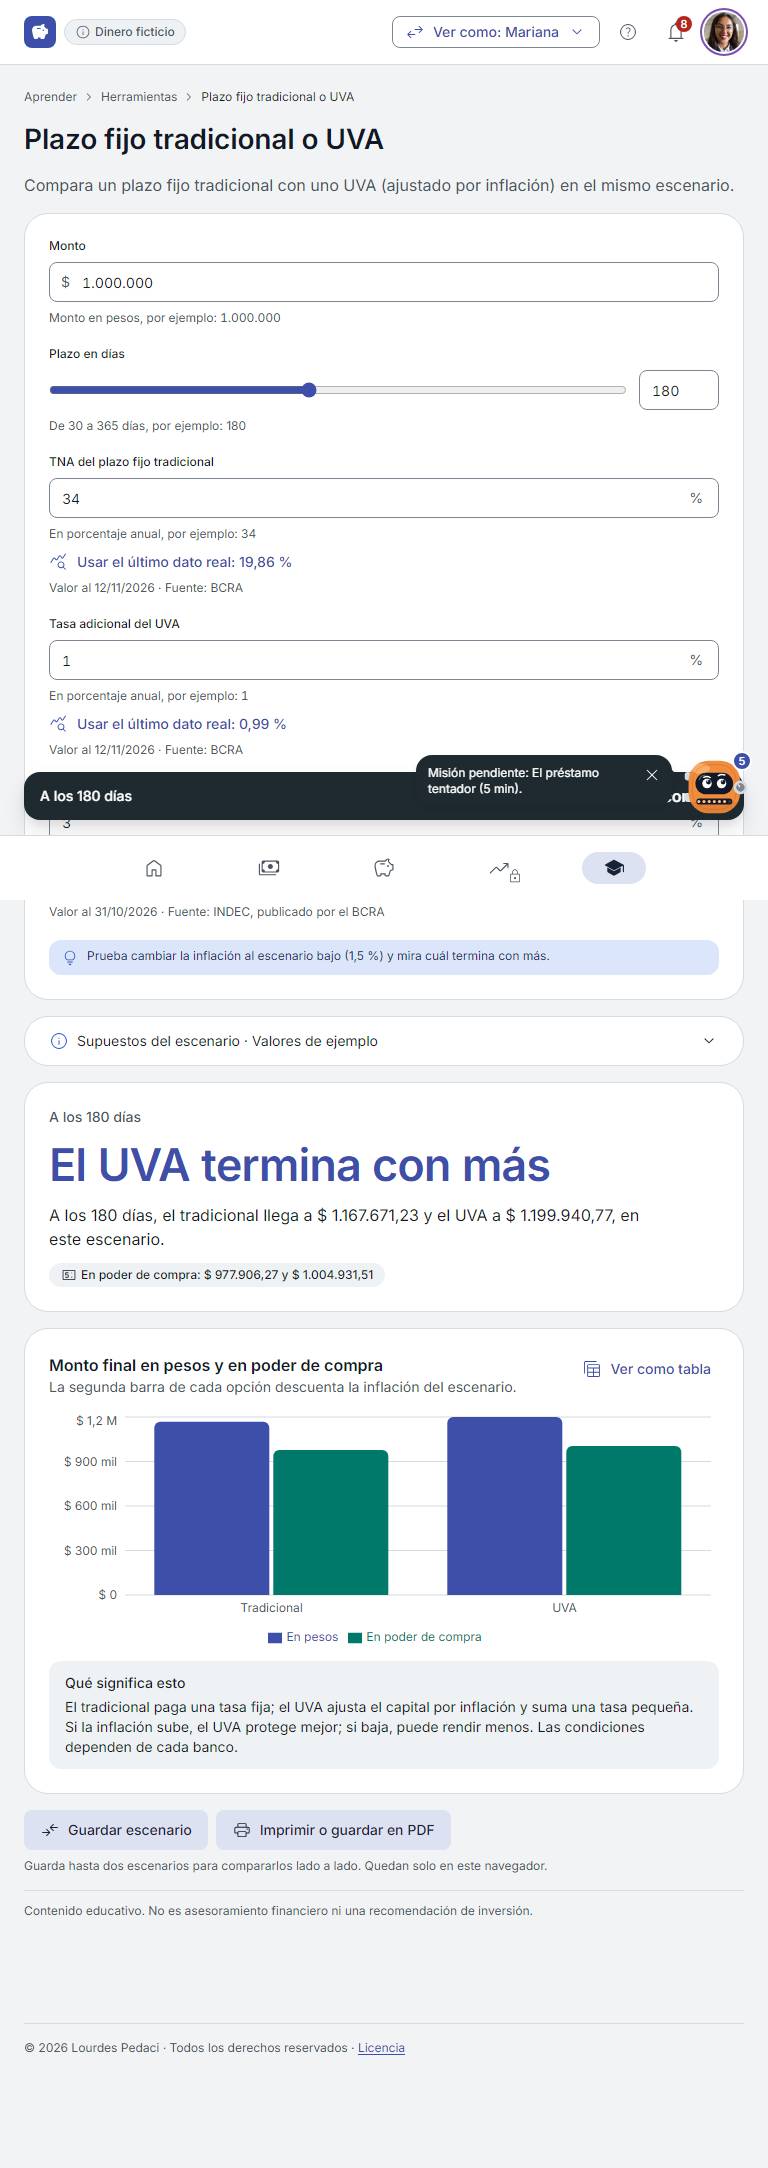 Dinero ficticio
Ver como: Mariana
8
Aprender
Herramientas
Plazo fijo tradicional o UVA
Plazo fijo tradicional o UVA
Compara un plazo fijo tradicional con uno UVA (ajustado por inflación) en el mismo escenario.
Monto
$ 1.000.000
Monto en pesos, por ejemplo: 1.000.000
Plazo en días
180
De 30 a 365 días, por ejemplo: 180
TNA del plazo fijo tradicional
34 %
En porcentaje anual, por ejemplo: 34
Usar el último dato real: 19,86 %
Valor al 12/11/2026 · Fuente: BCRA
Tasa adicional del UVA
1 %
En porcentaje anual, por ejemplo: 1
Usar el último dato real: 0,99 %
Valor al 12/11/2026 · Fuente: BCRA
Misión pendiente: El préstamo
tentador (5 min).
5
A los 180 días
3 %
Valor al 31/10/2026 · Fuente: INDEC, publicado por el BCRA
Prueba cambiar la inflación al escenario bajo (1,5 %) y mira cuál termina con más.
Supuestos del escenario · Valores de ejemplo
A los 180 días
El UVA termina con más
A los 180 días, el tradicional llega a $ 1.167.671,23 y el UVA a $ 1.199.940,77, en
este escenario.
En poder de compra: $ 977.906,27 y $ 1.004.931,51
Monto final en pesos y en poder de compra
Ver como tabla
La segunda barra de cada opción descuenta la inflación del escenario.
$ 1,2 M
$ 900 mil
$ 600 mil
$ 300 mil
$ 0
Tradicional
UVA
En pesos
En poder de compra
Qué significa esto
El tradicional paga una tasa fija; el UVA ajusta el capital por inflación y suma una tasa pequeña.
Si la inflación sube, el UVA protege mejor; si baja, puede rendir menos. Las condiciones
dependen de cada banco.
Guardar escenario
Imprimir o guardar en PDF
Guarda hasta dos escenarios para compararlos lado a lado. Quedan solo en este navegador.
Contenido educativo. No es asesoramiento financiero ni una recomendación de inversión.
© 2026 Lourdes Pedaci · Todos los derechos reservados · Licencia